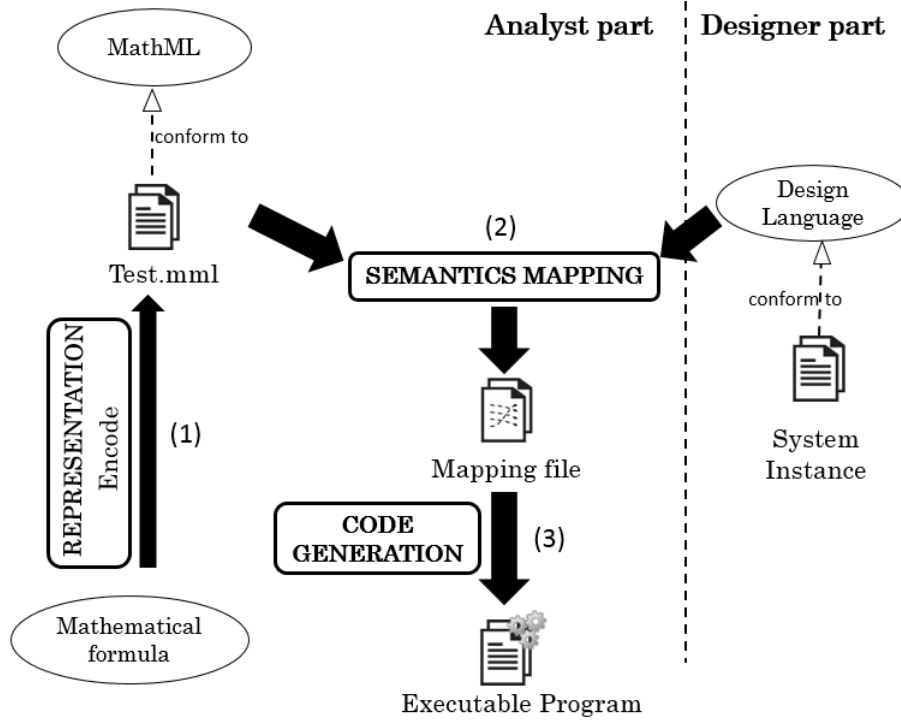 Analyst part
Designer part
MathML
conform to
Test.mml
(2)
SEMANTICS MAPPING
Design
Language
conform to
System
Instance
REPRESENTATION
Encode
(1)
Mapping file
CODE
GENERATION
(3)
Mathematical
formula
Executable Program